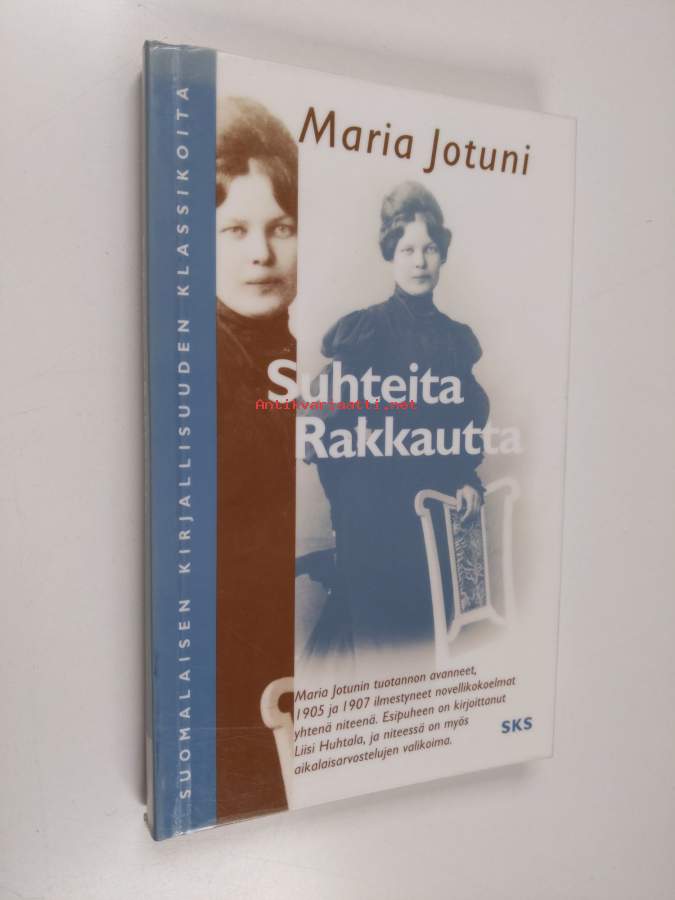 SUOMALAISEN KIRJALLISUUDEN KLASSIKOITA
Maria Jotuni
Suhteita
Antikvariaatti.net
Rakkautta
Maria Jotunin tuotannon avanneet,
1905 ja 1907 ilmestyneet novellikokoelmat
yhtenä niteenä. Esipuheen on kirjoittanut
Liisi Huhtala, ja niteessä on myös
aikalaisarvostelujen valikoima.
SKS